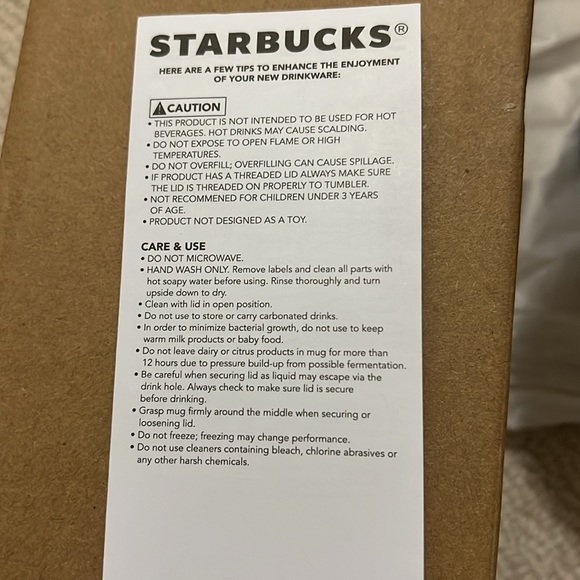 STARBUCKS®
HERE ARE A FEW TIPS TO ENHANCE THE ENJOYMENT
OF YOUR NEW DRINKWARE:
CAUTION
• THIS PRODUCT IS NOT INTENDED TO BE USED FOR HOT
BEVERAGES. HOT DRINKS MAY CAUSE SCALDING.
• DO NOT EXPOSE TO OPEN FLAME OR HIGH
TEMPERATURES.
• DO NOT OVERFILL; OVERFILLING CAN CAUSE SPILLAGE.
• IF PRODUCT HAS A THREADED LID ALWAYS MAKE SURE
THE LID IS THREADED ON PROPERLY TO TUMBLER.
• NOT RECOMMENED FOR CHILDREN UNDER 3 YEARS
OF AGE.
• PRODUCT NOT DESIGNED AS A TOY.
CARE & USE
• DO NOT MICROWAVE.
• HAND WASH ONLY. Remove labels and clean all parts with
hot soapy water before using. Rinse thoroughly and turn
upside down to dry.
• Clean with lid in open position.
• Do not use to store or carry carbonated drinks.
• In order to minimize bacterial growth, do not use to keep
warm milk products or baby food.
• Do not leave dairy or citrus products in mug for more than
12 hours due to pressure build-up from possible fermentation.
• Be careful when securing lid as liquid may escape via the
drink hole. Always check to make sure lid is secure
before drinking.
• Grasp mug firmly around the middle when securing or
loosening lid.
• Do not freeze; freezing may change performance.
• Do not use cleaners containing bleach, chlorine abrasives or
any other harsh chemicals.